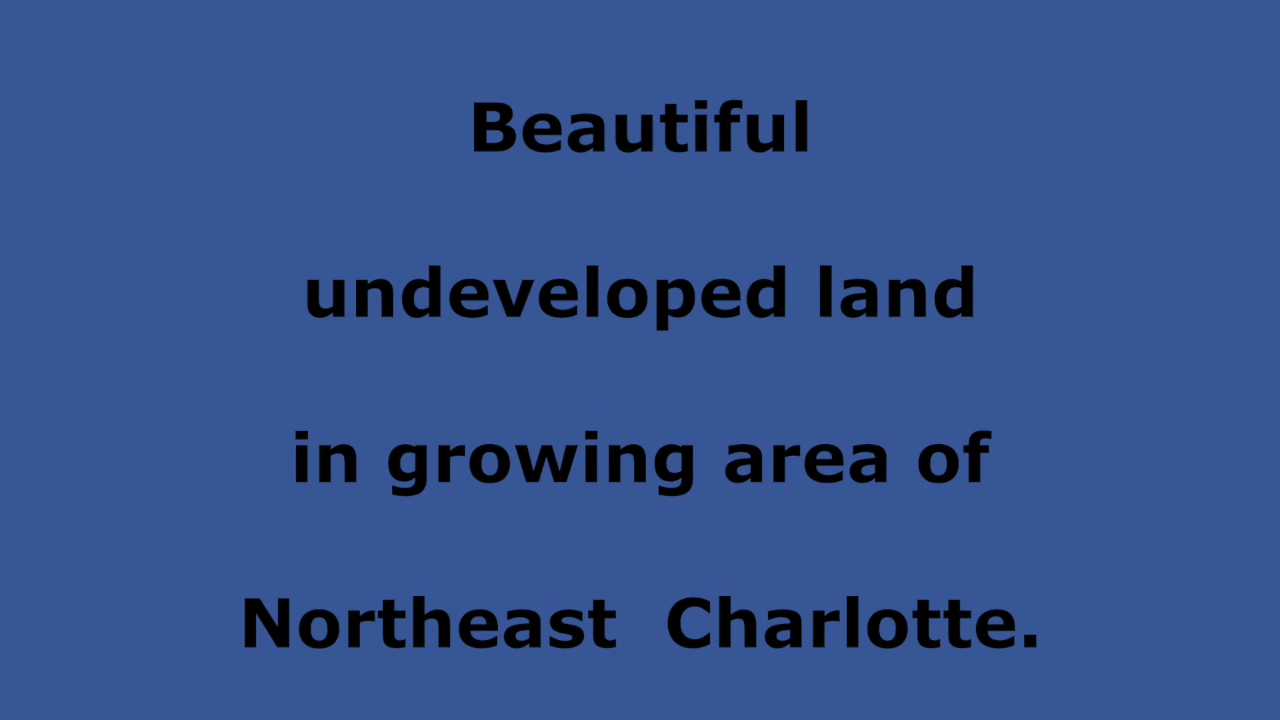 Beautiful
undeveloped land
in growing area of
Northeast  Charlotte.